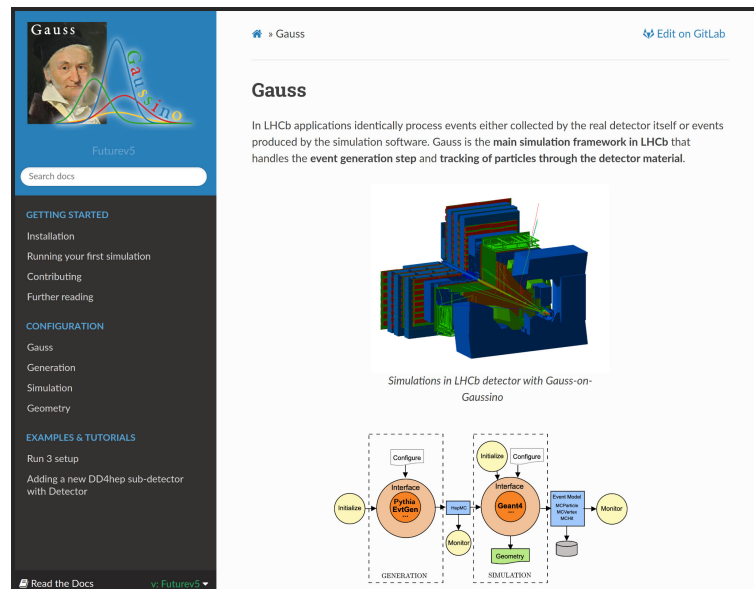 Gauss
Gaussino
Futurev5
Search docs
GETTING STARTED
Installation
Running your first simulation
Contributing
Further reading
CONFIGURATION
Gauss
Generation
Simulation
Geometry
EXAMPLES & TUTORIALS
Run 3 setup
Adding a new DD4hep sub-detector
with Detector
Read the Docs
v: Futurev5
» Gauss
Edit on GitLab
Gauss
In LHCb applications identically process events either collected by the real detector itself or events
produced by the simulation software. Gauss is the main simulation framework in LHCb that
handles the event generation step and tracking of particles through the detector material.
Simulations in LHCb detector with Gauss-on-
Gaussino
Initialize
Configure
Interface
Pythia
EvtGen
...
GENERATION
HepMC
Monitor
Initialize
Configure
Interface
Geant4
...
Geometry
SIMULATION
Event Model
MCParticle
MCVertex
MCHit
Monitor